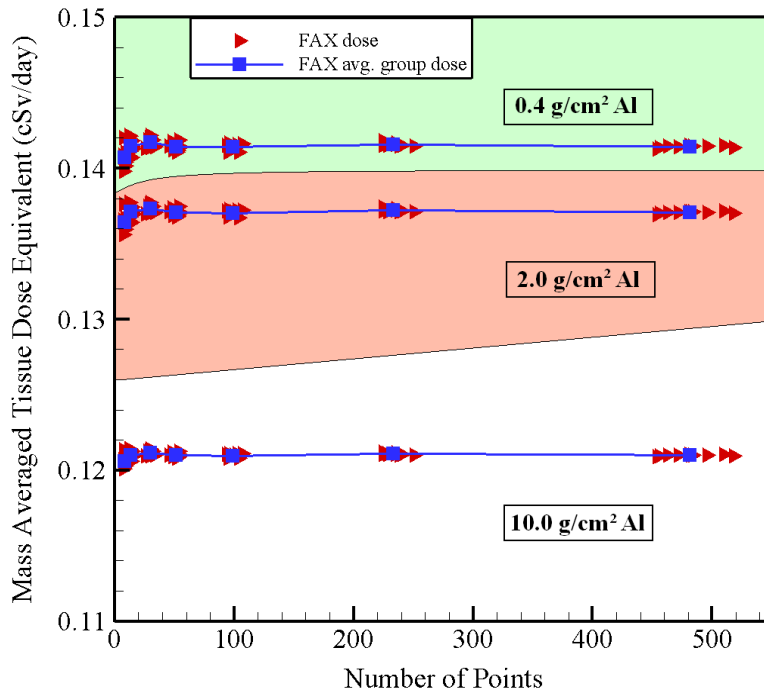 0.15
FAX dose
FAX avg. group dose
0.4 g/cm² Al
0.14
2.0 g/cm² Al
0.13
0.12
10.0 g/cm² Al
0.11
0 100 200 300 400 500
Number of Points
Mass Averaged Tissue Dose Equivalent (cSv/day)